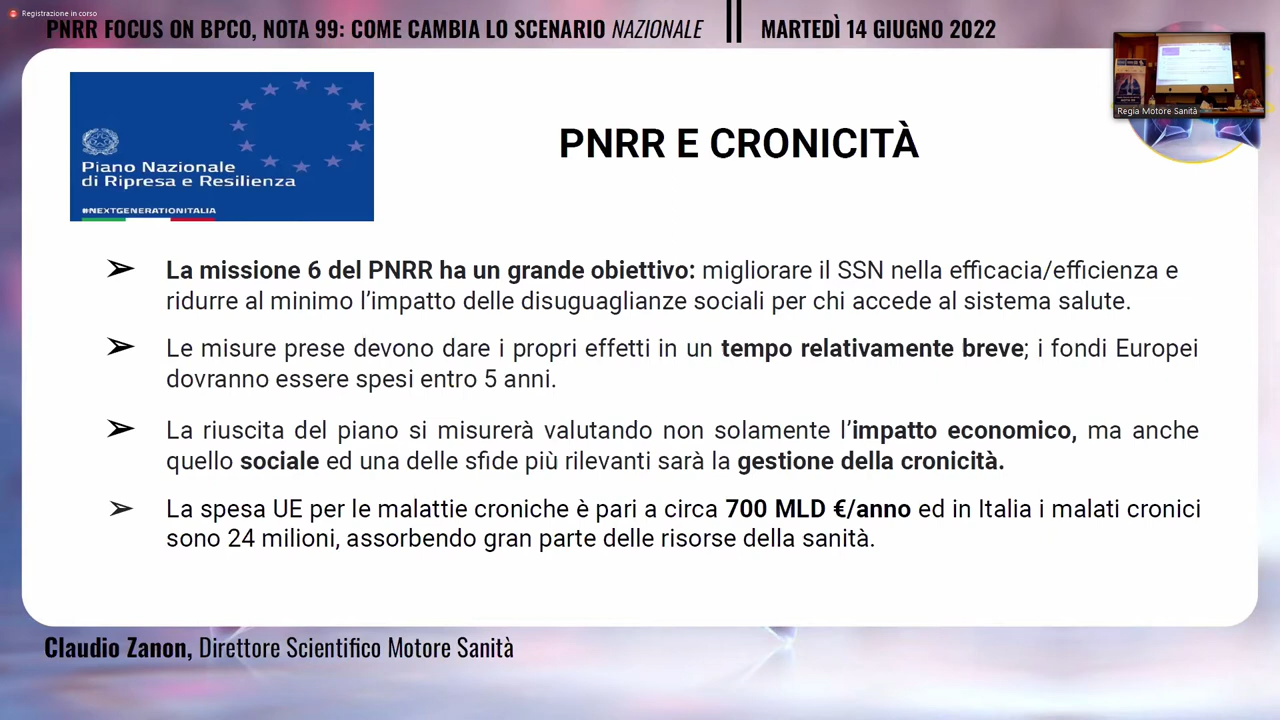 Registrazione in corso
PNRR FOCUS ON BPCO, NOTA 99: COME CAMBIA LO SCENARIO NAZIONALE
MARTEDÌ 14 GIUGNO 2022
Regia Motore Sanità
Piano Nazionale
di Ripresa e Resilienza
#NEXTGENERATIONITALIA
PNRR E CRONICITÀ
➢ La missione 6 del PNRR ha un grande obiettivo: migliorare il SSN nella efficacia/efficienza e
ridurre al minimo l’impatto delle disuguaglianze sociali per chi accede al sistema salute.
➢ Le misure prese devono dare i propri effetti in un tempo relativamente breve; i fondi Europei
dovranno essere spesi entro 5 anni.
➢ La riuscita del piano si misurerà valutando non solamente l’impatto economico, ma anche
quello sociale ed una delle sfide più rilevanti sarà la gestione della cronicità.
➢ La spesa UE per le malattie croniche è pari a circa 700 MLD €/anno ed in Italia i malati cronici
sono 24 milioni, assorbendo gran parte delle risorse della sanità.
Claudio Zanon, Direttore Scientifico Motore Sanità